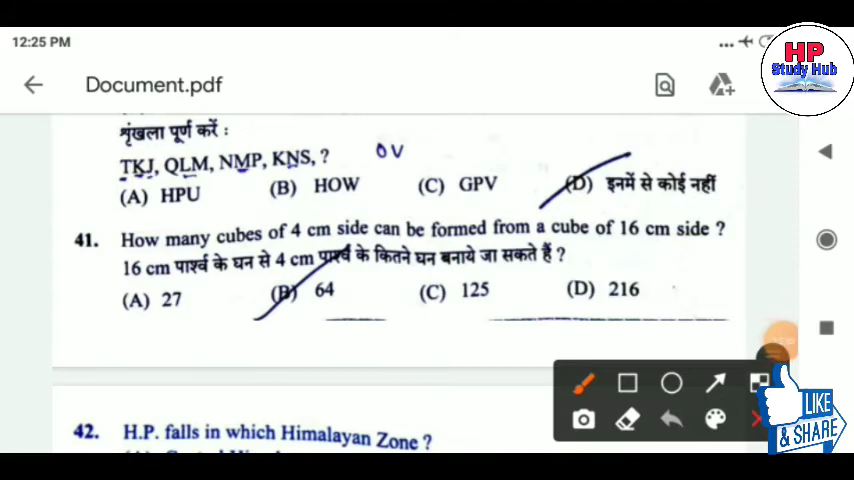 12:25 PM
HP
Study Hub
Document.pdf
शृंखला पूर्ण करें :
TKJ, QLM, NMP, KNS, ?
OV
(A) HPU
(B) HOW
(C) GPV
(D) इनमें से कोई नहीं
41. How many cubes of 4 cm side can be formed from a cube of 16 cm side ?
16 cm पार्श्व के घन से 4 cm पार्श्व के कितने घन बनाये जा सकते हैं ?
(A) 27
(B) 64
(C) 125
(D) 216
42. H.P. falls in which Himalayan Zone ?
LIKE
& SHARE